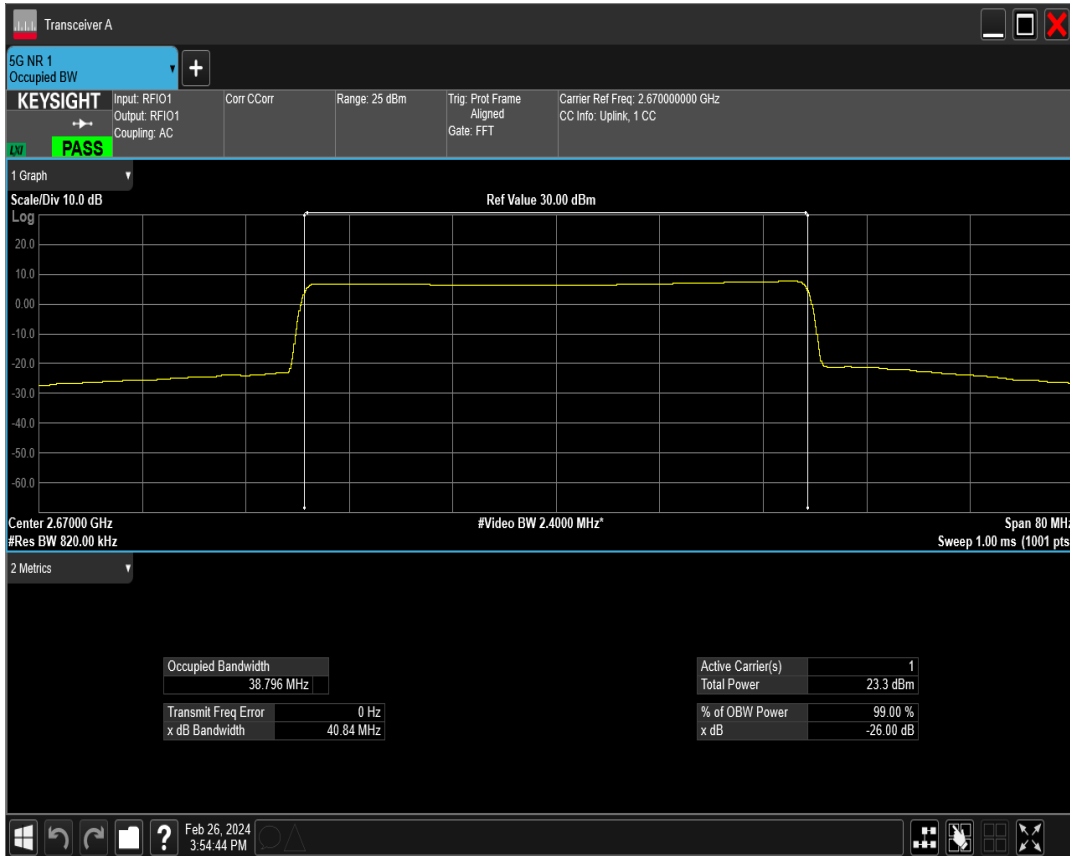 Transceiver A
5G NR 1
Occupied BW
KEYSIGHT
Input: RFIO1
Output: RFIO1
Coupling: AC
Corr CCorr
Range: 25 dBm
Trig: Prot Frame
Aligned
Gate: FFT
Carrier Ref Freq: 2.670000000 GHz
CC Info: Uplink, 1 CC
LXI
PASS
1 Graph
Scale/Div 10.0 dB
Ref Value 30.00 dBm
Log
20.0
10.0
0.00
-10.0
-20.0
-30.0
-40.0
-50.0
-60.0
Center 2.67000 GHz
#Video BW 2.4000 MHz*
Span 80 MHz
#Res BW 820.00 kHz
Sweep 1.00 ms (1001 pts
2 Metrics
Occupied Bandwidth
38.796 MHz
Transmit Freq Error 0 Hz
x dB Bandwidth 40.84 MHz
Active Carrier(s) 1
Total Power 23.3 dBm
% of OBW Power 99.00 %
x dB -26.00 dB
?
Feb 26, 2024
3:54:44 PM